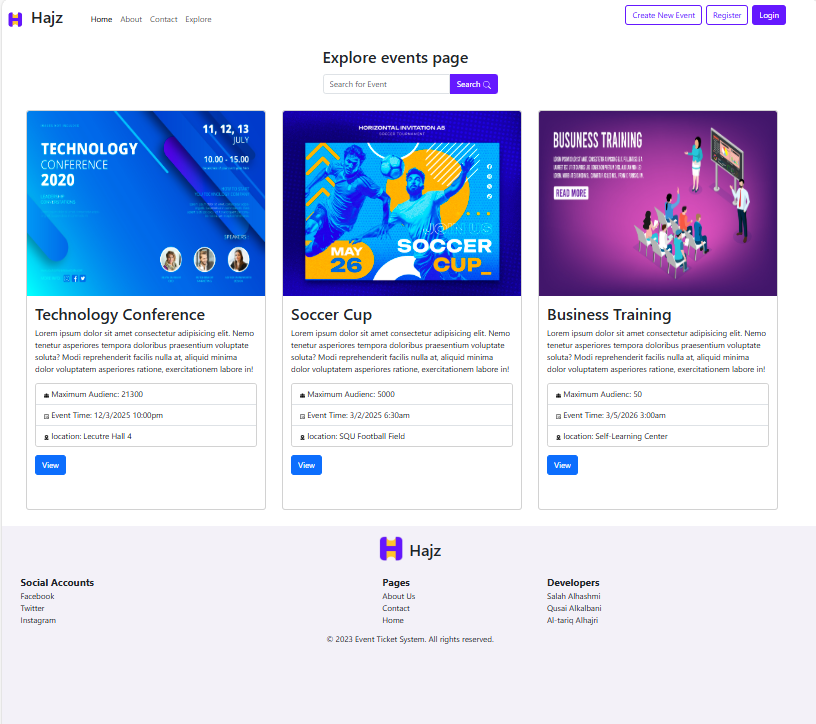 Hajz
Home About Contact Explore
Create New Event Register Login
Explore events page
Search for Event Search
11, 12, 13
JULY
TECHNOLOGY
CONFERENCE
2020
10.00 - 15.00
SPEAKERS
HORIZONTAL INVITATION A5
SOCCER TOURNAMENT
JOIN US
SOCCER
CUP_
MAY
26
BUSINESS TRAINING
READ MORE
Technology Conference
Lorem ipsum dolor sit amet consectetur adipisicing elit. Nemo
tenetur asperiores tempora doloribus praesentium voluptate
soluta? Modi reprehenderit facilis nulla at, aliquid minima
dolor voluptatem asperiores ratione, exercitationem labore in!
Maximum Audienc: 21300
Event Time: 12/3/2025 10:00pm
location: Lecutre Hall 4
View
Soccer Cup
Lorem ipsum dolor sit amet consectetur adipisicing elit. Nemo
tenetur asperiores tempora doloribus praesentium voluptate
soluta? Modi reprehenderit facilis nulla at, aliquid minima
dolor voluptatem asperiores ratione, exercitationem labore in!
Maximum Audienc: 5000
Event Time: 3/2/2025 6:30am
location: SQU Football Field
View
Business Training
Lorem ipsum dolor sit amet consectetur adipisicing elit. Nemo
tenetur asperiores tempora doloribus praesentium voluptate
soluta? Modi reprehenderit facilis nulla at, aliquid minima
dolor voluptatem asperiores ratione, exercitationem labore in!
Maximum Audienc: 50
Event Time: 3/5/2026 3:00am
location: Self-Learning Center
View
Hajz
Social Accounts
Facebook
Twitter
Instagram
Pages
About Us
Contact
Home
Developers
Salah Alhashmi
Qusai Alkalbani
Al-tariq Alhajri
© 2023 Event Ticket System. All rights reserved.